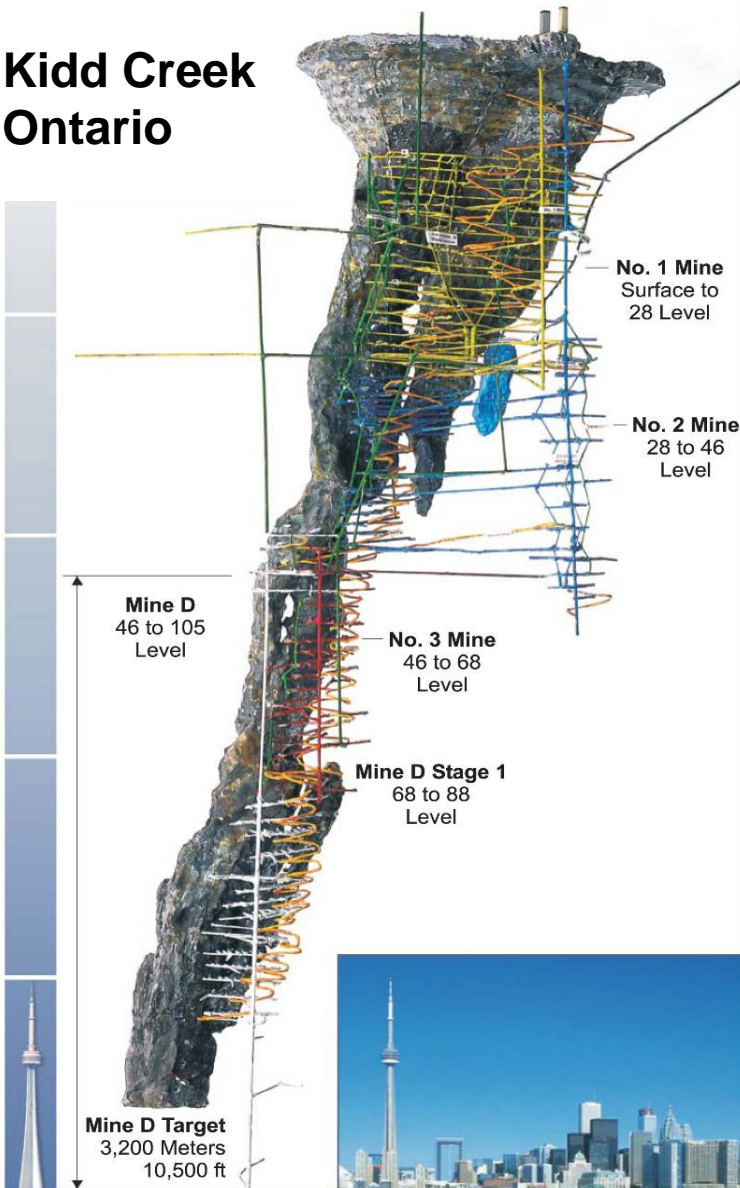 Kidd Creek
Ontario
No. 1 Mine
Surface to
28 Level
No. 2 Mine
28 to 46
Level
Mine D
46 to 105
Level
No. 3 Mine
46 to 68
Level
Mine D Stage 1
68 to 88
Level
Mine D Target
3,200 Meters
10,500 ft